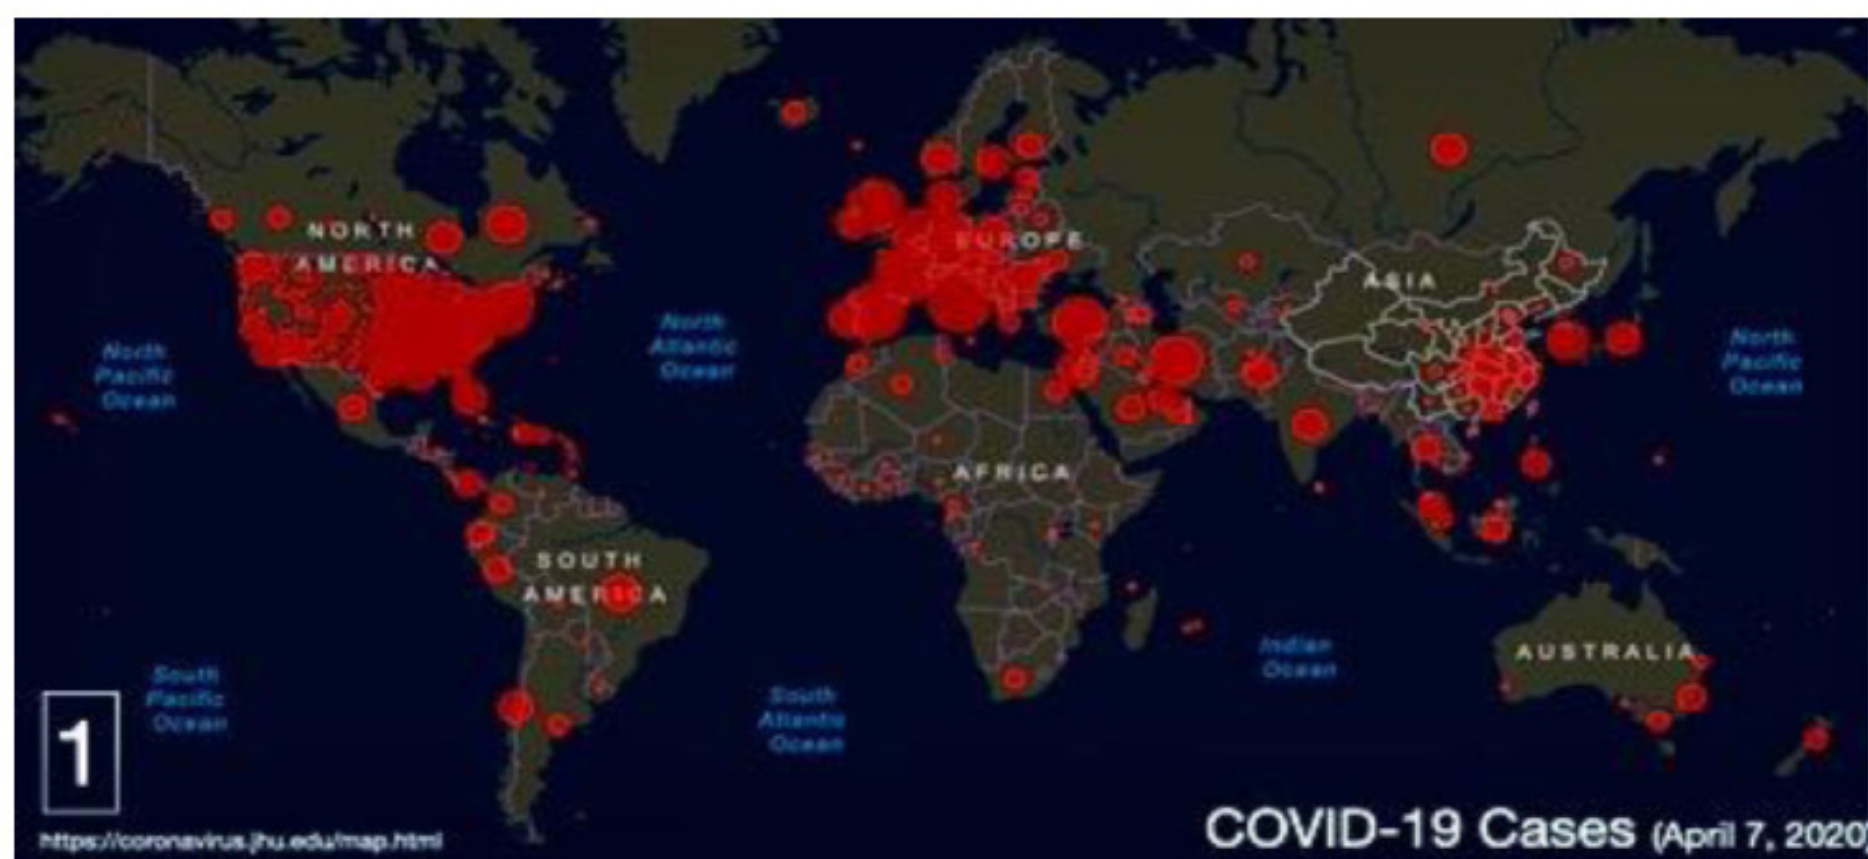 NORTH
AMERICA
EUROPE
ASIA
North
Pacific
Ocean
North
Atlantic
Ocean
North
Pacific
Ocean
AFRICA
SOUTH
AMERICA
Indian
Ocean
AUSTRALIA
South
Pacific
Ocean
South
Atlantic
Ocean
1
https://coronavirus.jhu.edu/map.html
COVID-19 Cases (April 7, 2020)